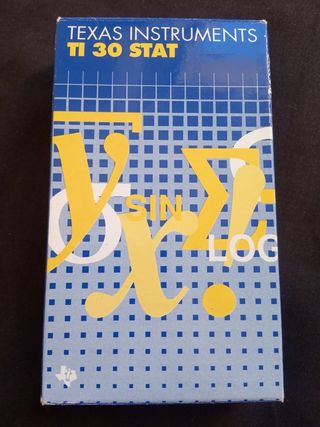 TEXAS INSTRUMENTS
TI 30 STAT
y
σ
SIN
x
Σ
!
LOG